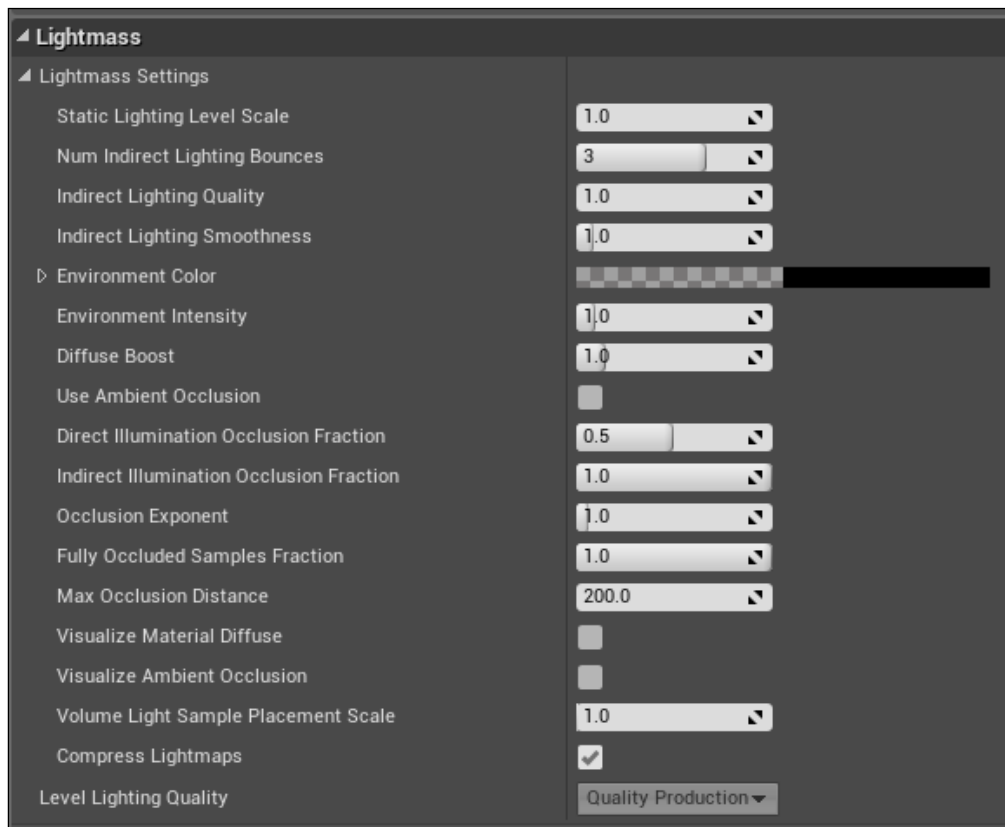 Lightmass
Lightmass Settings
Static Lighting Level Scale 1.0
Num Indirect Lighting Bounces 3
Indirect Lighting Quality 1.0
Indirect Lighting Smoothness 1.0
Environment Color
Environment Intensity 1.0
Diffuse Boost 1.0
Use Ambient Occlusion
Direct Illumination Occlusion Fraction 0.5
Indirect Illumination Occlusion Fraction 1.0
Occlusion Exponent 1.0
Fully Occluded Samples Fraction 1.0
Max Occlusion Distance 200.0
Visualize Material Diffuse
Visualize Ambient Occlusion
Volume Light Sample Placement Scale 1.0
Compress Lightmaps
Level Lighting Quality Quality Production